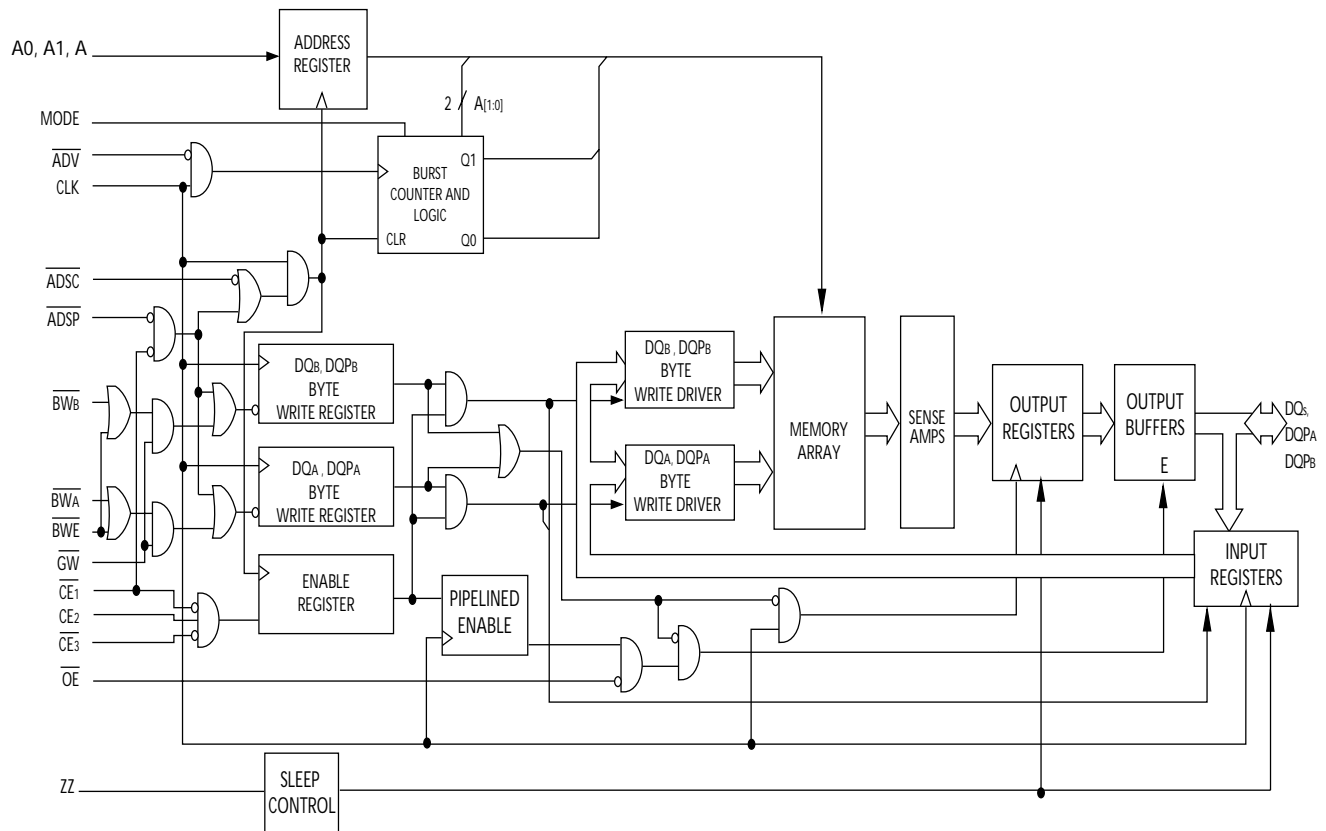 A0, A1, A
ADDRESS
REGISTER
2 A[1:0]
MODE
ADV
CLK
BURST
COUNTER AND
LOGIC
Q1
CLR
Q0
ADSC
ADSP
DQB, DQPB
BYTE
WRITE REGISTER
DQB, DQPB
BYTE
WRITE DRIVER
MEMORY
ARRAY
SENSE
AMPS
OUTPUT
REGISTERS
OUTPUT
BUFFERS
E
DQs,
DQPA
DQPB
BWB
DQA, DQPA
BYTE
WRITE REGISTER
DQA, DQPA
BYTE
WRITE DRIVER
BWA
BWE
GW
CE1
CE2
CE3
OE
ENABLE
REGISTER
PIPELINED
ENABLE
INPUT
REGISTERS
ZZ
SLEEP
CONTROL